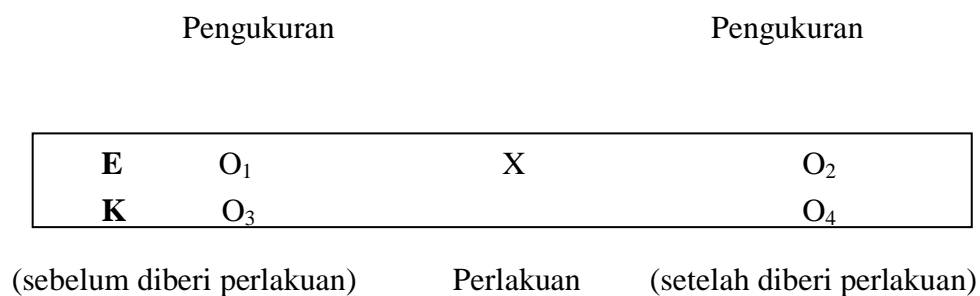 Pengukuran Pengukuran
E O₁ X O₂
K O₃ O₄
(sebelum diberi perlakuan) Perlakuan (setelah diberi perlakuan)